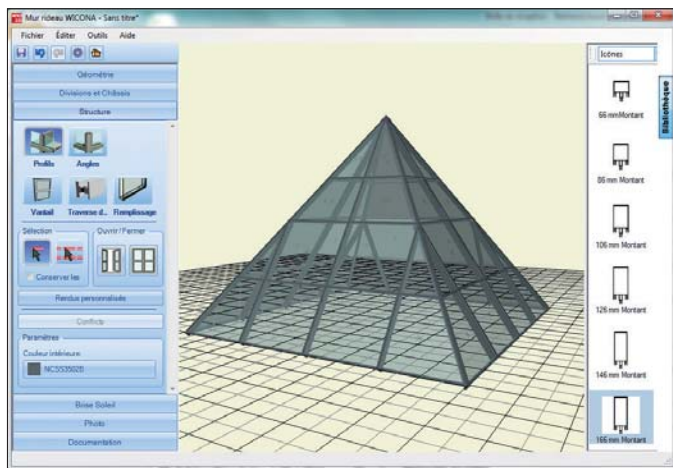 Mur rideau WICONA - Sans titre*
Fichier Éditer Outils Aide
Géométrie
Divisions et Châssis
Structure
Profils Angles
Vantail Traverse d... Remplissage
Sélection Ouvrir / Fermer
Conserver les
Rendus personnalisés
Conflicts
Paramètres
Couleur intérieure:
NCSS3502B
Brise Soleil
Photo
Documentation
Icônes
Bibliothèque
66 mm Montant
86 mm Montant
106 mm Montant
126 mm Montant
146 mm Montant
166 mm Montant